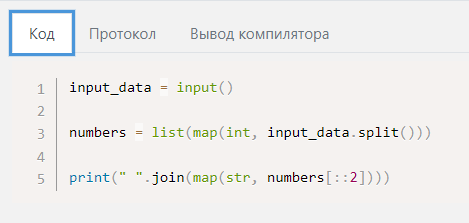 Код Протокол Вывод компилятора
1 input_data = input()
2
3 numbers = list(map(int, input_data.split()))
4
5 print(" ".join(map(str, numbers[::2])))